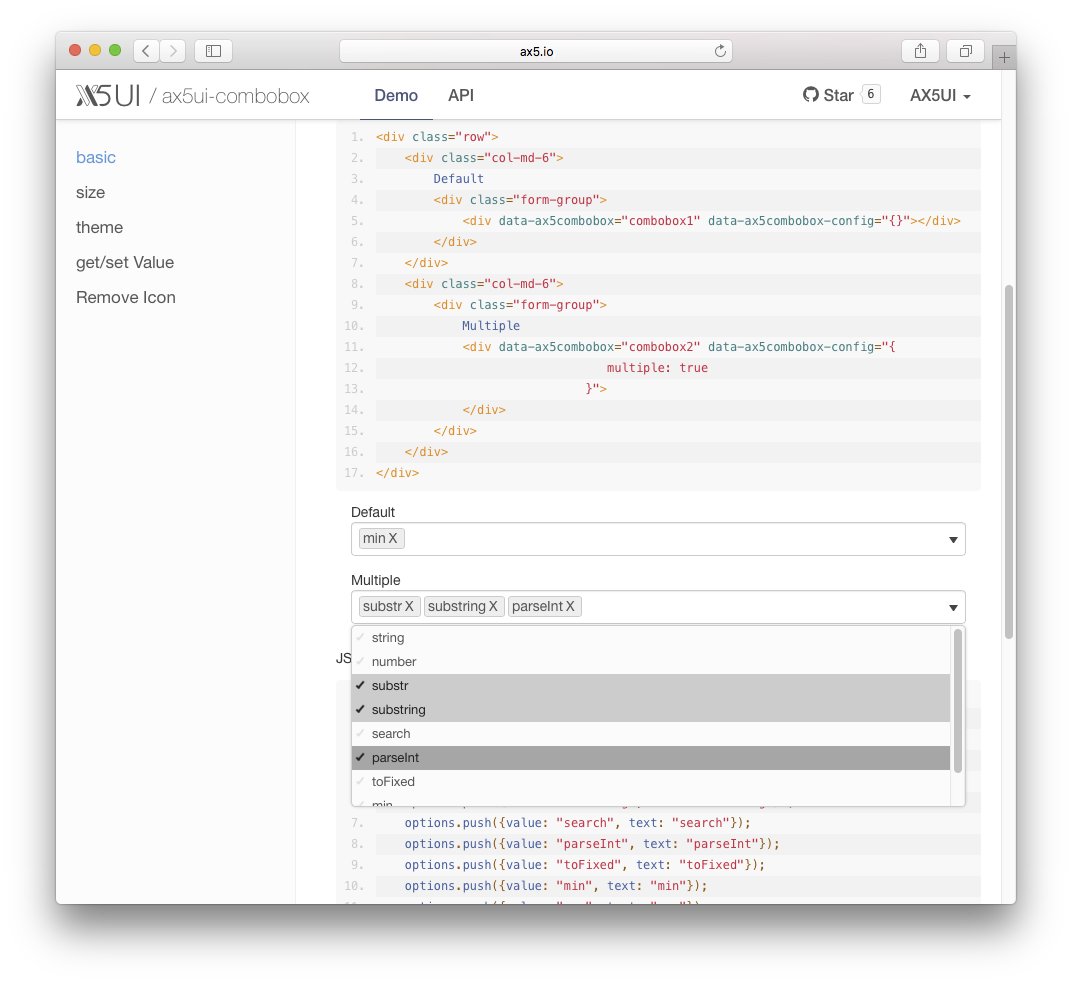 ax5.io
AX5UI / ax5ui-combobox Demo API Star 6 AX5UI
basic
size
theme
get/set Value
Remove Icon
1. <div class="row">
2. <div class="col-md-6">
3. Default
4. <div class="form-group">
5. <div data-ax5combobox="combobox1" data-ax5combobox-config="{}"></div>
6. </div>
7. </div>
8. <div class="col-md-6">
9. <div class="form-group">
10. Multiple
11. <div data-ax5combobox="combobox2" data-ax5combobox-config="{
12. multiple: true
13. }">
14. </div>
15. </div>
16. </div>
17. </div>
Default
min X
Multiple
substr X substring X parseInt X
JS
string
number
substr
substring
search
parseInt
toFixed
min
7. options.push({value: "search", text: "search"});
8. options.push({value: "parseInt", text: "parseInt"});
9. options.push({value: "toFixed", text: "toFixed"});
10. options.push({value: "min", text: "min"});